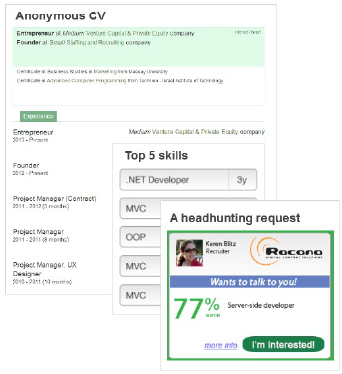 Anonymous CV
Entrepreneur at Medium Venture Capital & Private Equity company
Founder at Small Staffing and Recruiting company
Certificate in Business Studies in Marketing from Massey University
Certificate in Advanced Computer Programming from Technion - Israel Institute of Technology
Experience
Entrepreneur
Medium Venture Capital & Private Equity company
2013 - Present
Founder
2012 - Present
Project Manager (Contract)
2011 - 2012 (3 months)
Project Manager
2011 - 2011 (8 months)
Project Manager, UX
Designer
2010 - 2011 (10 months)
Top 5 skills
.NET Developer
3y
MVC
OOP
MVC
MVC
A headhunting request
Keren Blitz
Recruiter
Rocono
Wants to talk to you!
77%
Server-side developer
more info
I'm interested!